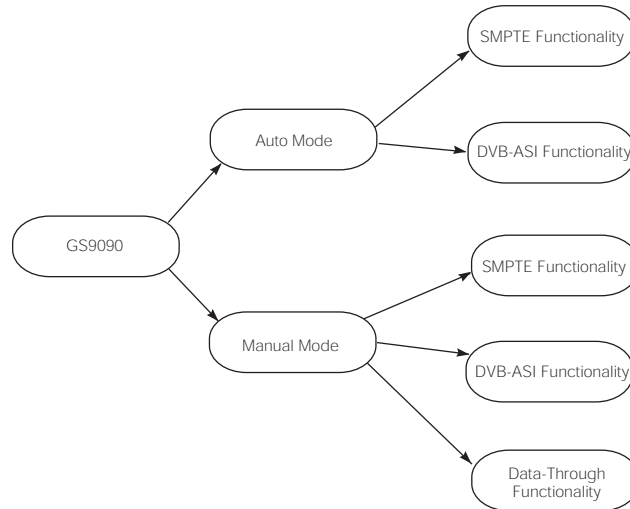 SMPTE Functionality
Auto Mode
DVB-ASI Functionality
GS9090
SMPTE Functionality
Manual Mode
DVB-ASI Functionality
Data-Through
Functionality